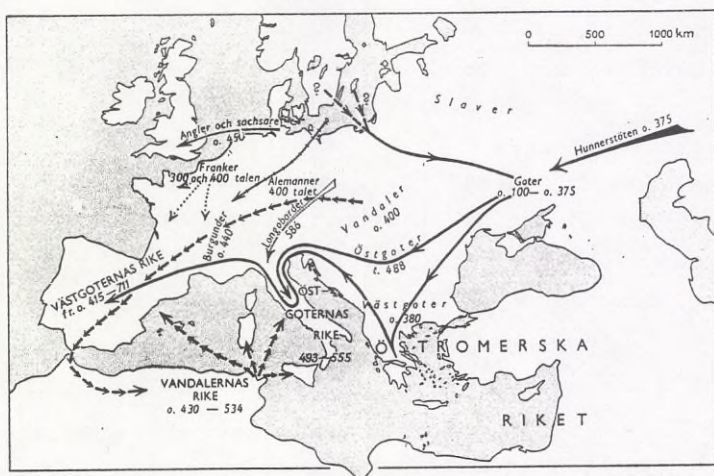 0 500 1000 km
Slaver
Hunnerstöten o. 375
Angler och sachsare
o. 450
Franker
300 och 400 talen
Alemanner
400 talet
Goter
o. 100— o. 375
Longobarder
586
Vandaler
o. 400
Burgunder
o. 440
Östgoter
t. 488
VÄSTGOTERNAS RIKE
fr. o. 415—711
ÖST-
GOTERNAS
RIKE
493—555
Västgoter
o. 380
ÖSTROMERSKA
RIKET
VANDALERNAS
RIKE
o. 430 — 534
?
?